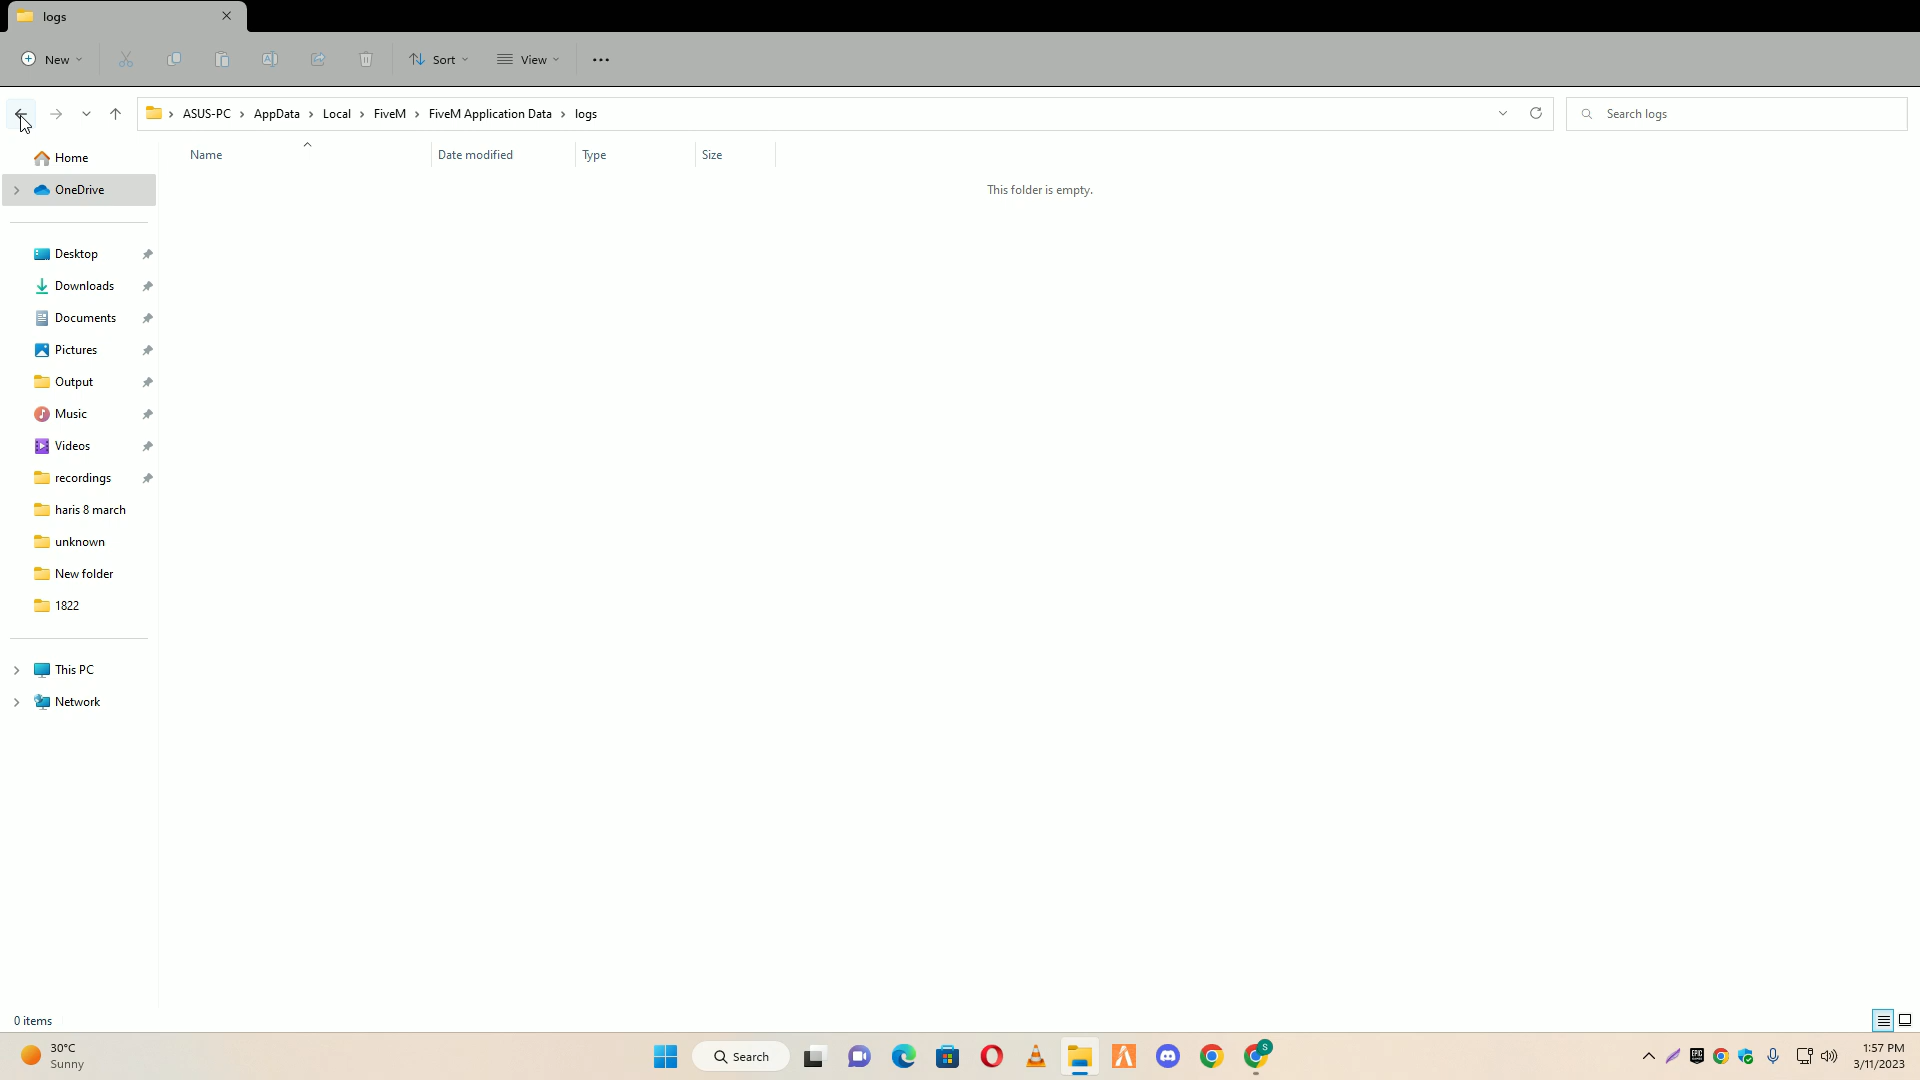 logs
New
Sort
View
ASUS-PC > AppData > Local > FiveM > FiveM Application Data > logs
Search logs
Name
Date modified
Type
Size
This folder is empty.
Home
OneDrive
Desktop
Downloads
Documents
Pictures
Output
Music
Videos
recordings
haris 8 march
unknown
New folder
1822
This PC
Network
0 items
30°C
Sunny
Search
S
EPIC
1:57 PM
3/11/2023